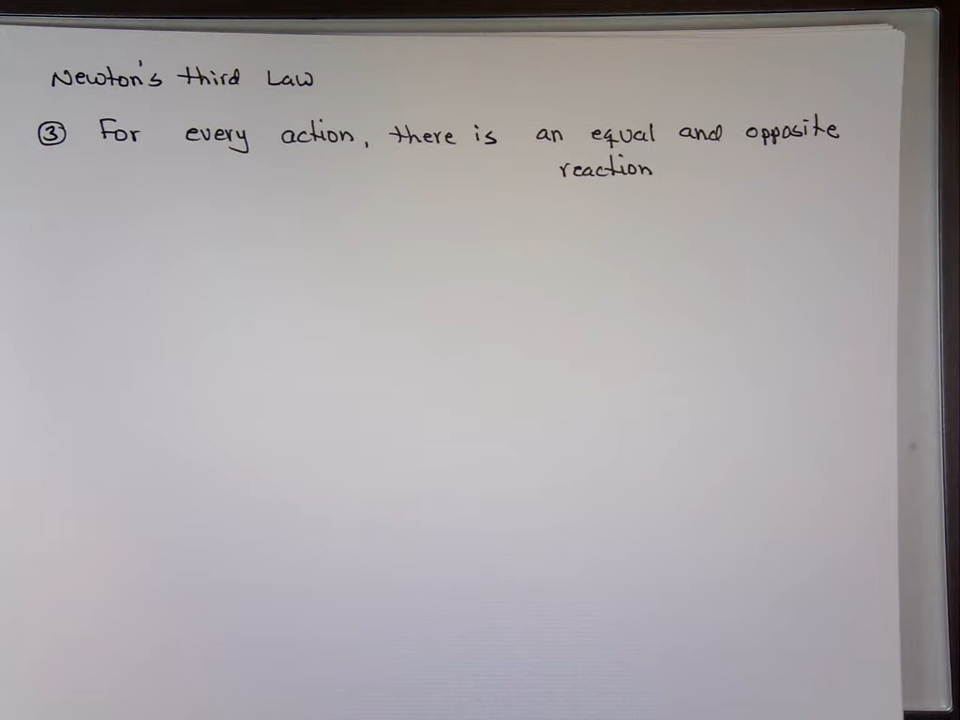 Newton's third Law
③ For every action, there is an equal and opposite
reaction